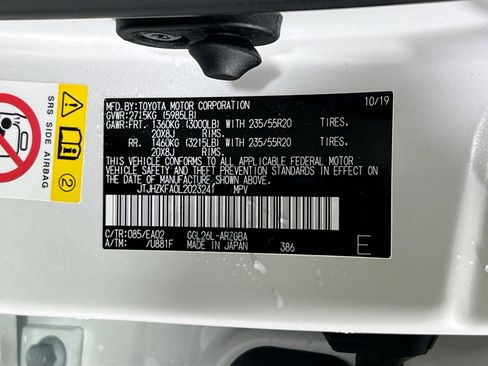 MFD.BY:TOYOTA MOTOR CORPORATION 10/19
GVWR:2715KG (5985LB)
GAWR:FRT. 1360KG (3000LB) WITH 235/55R20 TIRES,
20X8J RIMS.
RR. 1460KG (3215LB) WITH 235/55R20 TIRES,
20X8J RIMS.
THIS VEHICLE CONFORMS TO ALL APPLICABLE FEDERAL MOTOR
VEHICLE SAFETY AND THEFT PREVENTION STANDARDS IN EFFECT
ON THE DATE OF MANUFACTURE SHOWN ABOVE.
JTJHZKFA0L2023241 MPV
C/TR:085/EA02 GGL26L-ARZGBA
A/TM: /U881F MADE IN JAPAN 386 E
SRS SIDE AIRBAG
2